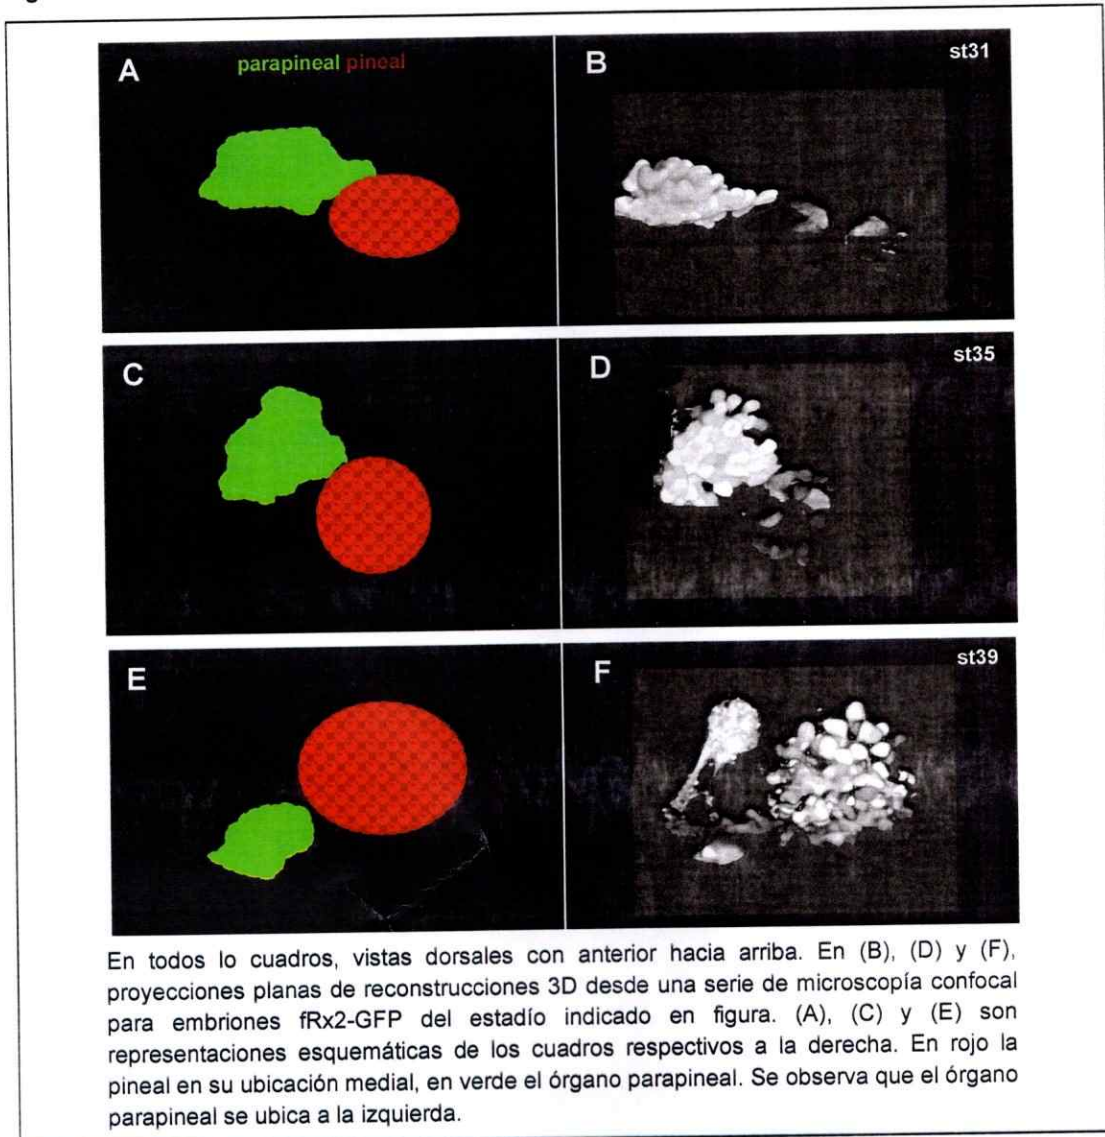 A
parapineal pineal
B
st31
C
D
st35
E
F
st39
En todos lo cuadros, vistas dorsales con anterior hacia arriba. En (B), (D) y (F),
proyecciones planas de reconstrucciones 3D desde una serie de microscopía confocal
para embriones fRx2-GFP del estadío indicado en figura. (A), (C) y (E) son
representaciones esquemáticas de los cuadros respectivos a la derecha. En rojo la
pineal en su ubicación medial, en verde el órgano parapineal. Se observa que el órgano
parapineal se ubica a la izquierda.